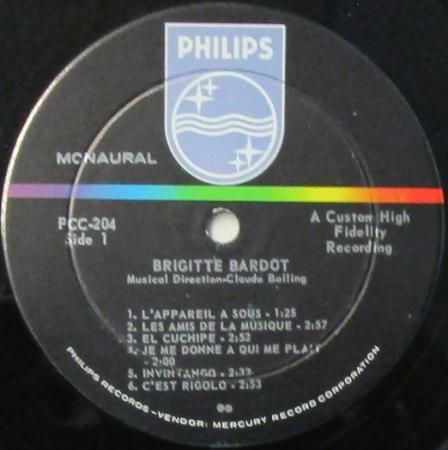 PHILIPS
MONAURAL
PCC-204
Side 1
A Custom High
Fidelity
Recording
BRIGITTE BARDOT
Musical Direction-Claude Bolling
1. L'APPAREIL A SOUS - 1:25
2. LES AMIS DE LA MUSIQUE - 2:57
3. EL CUCHIPE - 2:52
4. JE ME DONNE A QUI ME PLAIT
- 2:00
5. INVINTANGO - 2:32
6. C'EST RIGOLO - 2:53
PHILIPS RECORDS-VENDOR: MERCURY RECORD CORPORATION